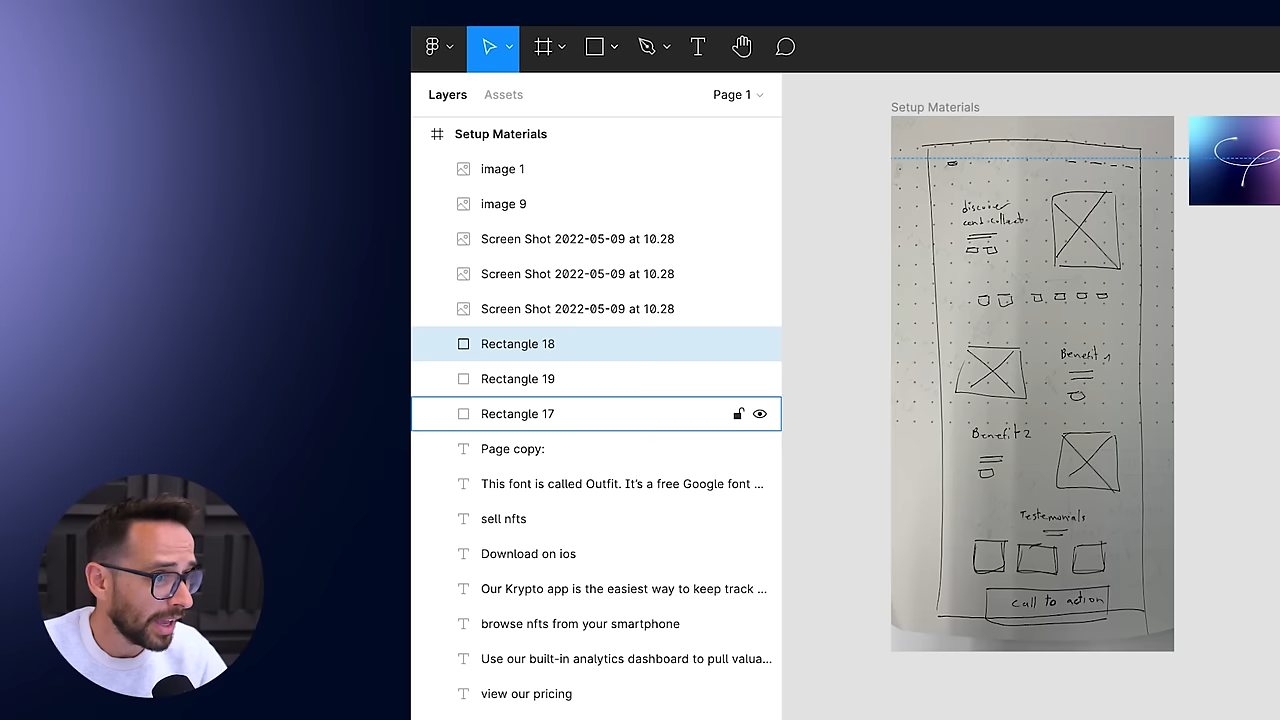 Layers
Assets
Page 1
Setup Materials
image 1
image 9
Screen Shot 2022-05-09 at 10.28
Screen Shot 2022-05-09 at 10.28
Screen Shot 2022-05-09 at 10.28
Rectangle 18
Rectangle 19
Rectangle 17
Page copy:
This font is called Outfit. It's a free Google font ...
sell nfts
Download on ios
Our Krypto app is the easiest way to keep track ...
browse nfts from your smartphone
Use our built-in analytics dashboard to pull valua...
view our pricing
Setup Materials
discover
Benefit 1
Benefit 2
Testemonials
call to action